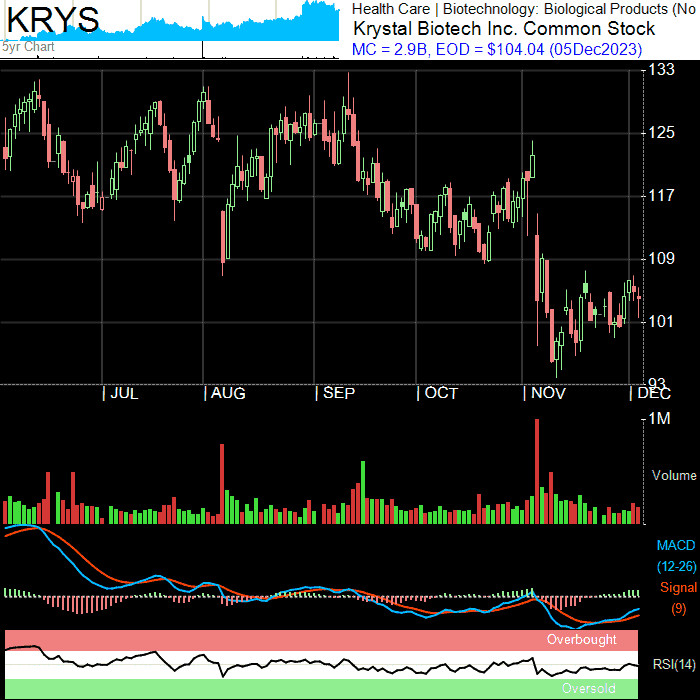 KRYS
5yr Chart
Health Care | Biotechnology: Biological Products (No
Krystal Biotech Inc. Common Stock
MC = 2.9B, EOD = $104.04 (05Dec2023)
133
125
117
109
101
93
JUL
AUG
SEP
OCT
NOV
DEC
1M
Volume
MACD
(12-26)
Signal
(9)
Overbought
RSI(14)
Oversold